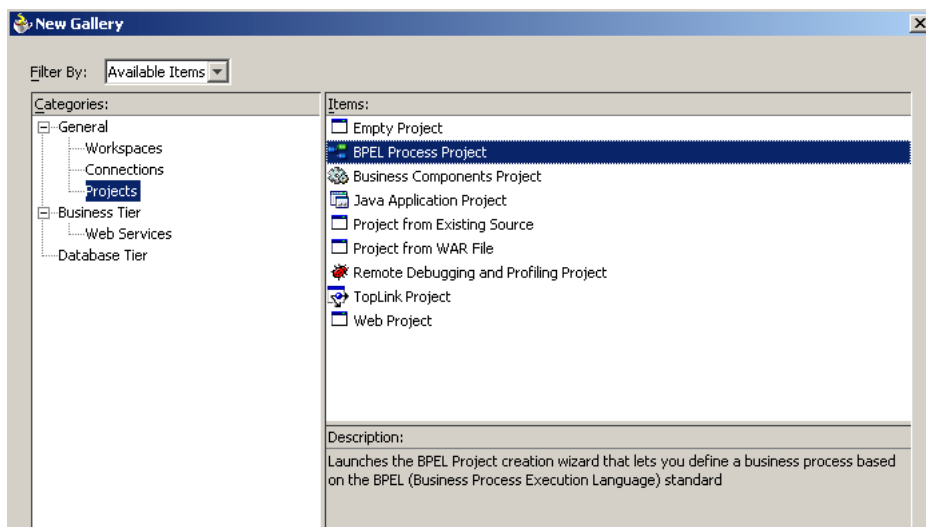 New Gallery
Filter By: Available Items
Categories:
General
Workspaces
Connections
Projects
Business Tier
Web Services
Database Tier
Items:
Empty Project
BPEL Process Project
Business Components Project
Java Application Project
Project from Existing Source
Project from WAR File
Remote Debugging and Profiling Project
TopLink Project
Web Project
Description:
Launches the BPEL Project creation wizard that lets you define a business process based
on the BPEL (Business Process Execution Language) standard